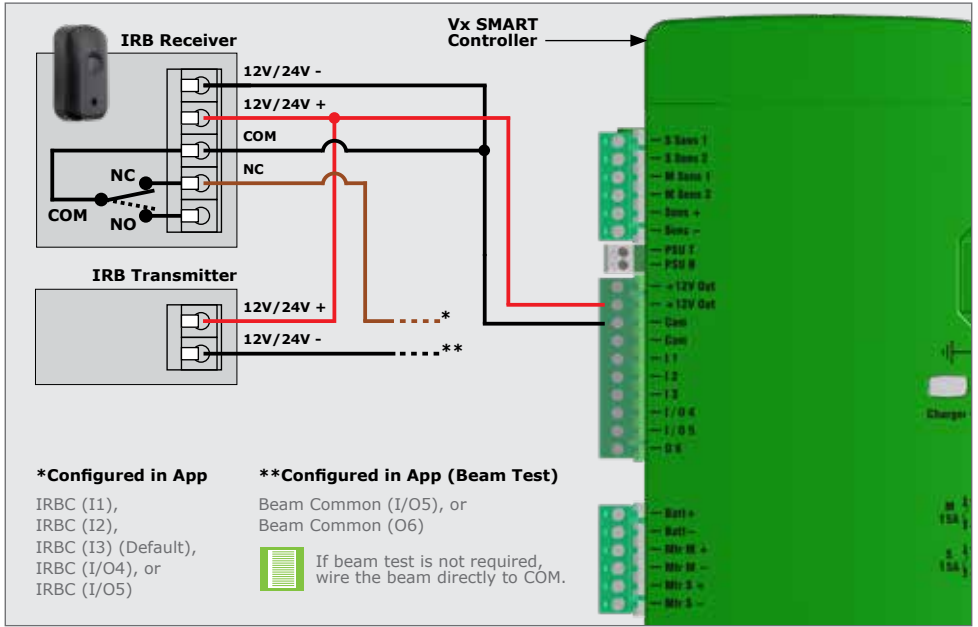 IRB Receiver
Vx SMART
Controller
12V/24V -
12V/24V +
COM
NC
NC
COM
NO
IRB Transmitter
12V/24V +
12V/24V -
*
**
S Sens 1
S Sens 2
M Sens 1
M Sens 2
Sens +
Sens –
PSU T
PSU R
+12V Out
+12V Out
Com
Com
I 1
I 2
I 3
I / O 4
I / O 5
O 6
Charger
Batt+
Batt–
Mtr M +
Mtr M –
Mtr S +
Mtr S –
M
15A
S
15A
*Configured in App
IRBC (I1),
IRBC (I2),
IRBC (I3) (Default),
IRBC (I/O4), or
IRBC (I/O5)
**Configured in App (Beam Test)
Beam Common (I/O5), or
Beam Common (O6)
If beam test is not required,
wire the beam directly to COM.